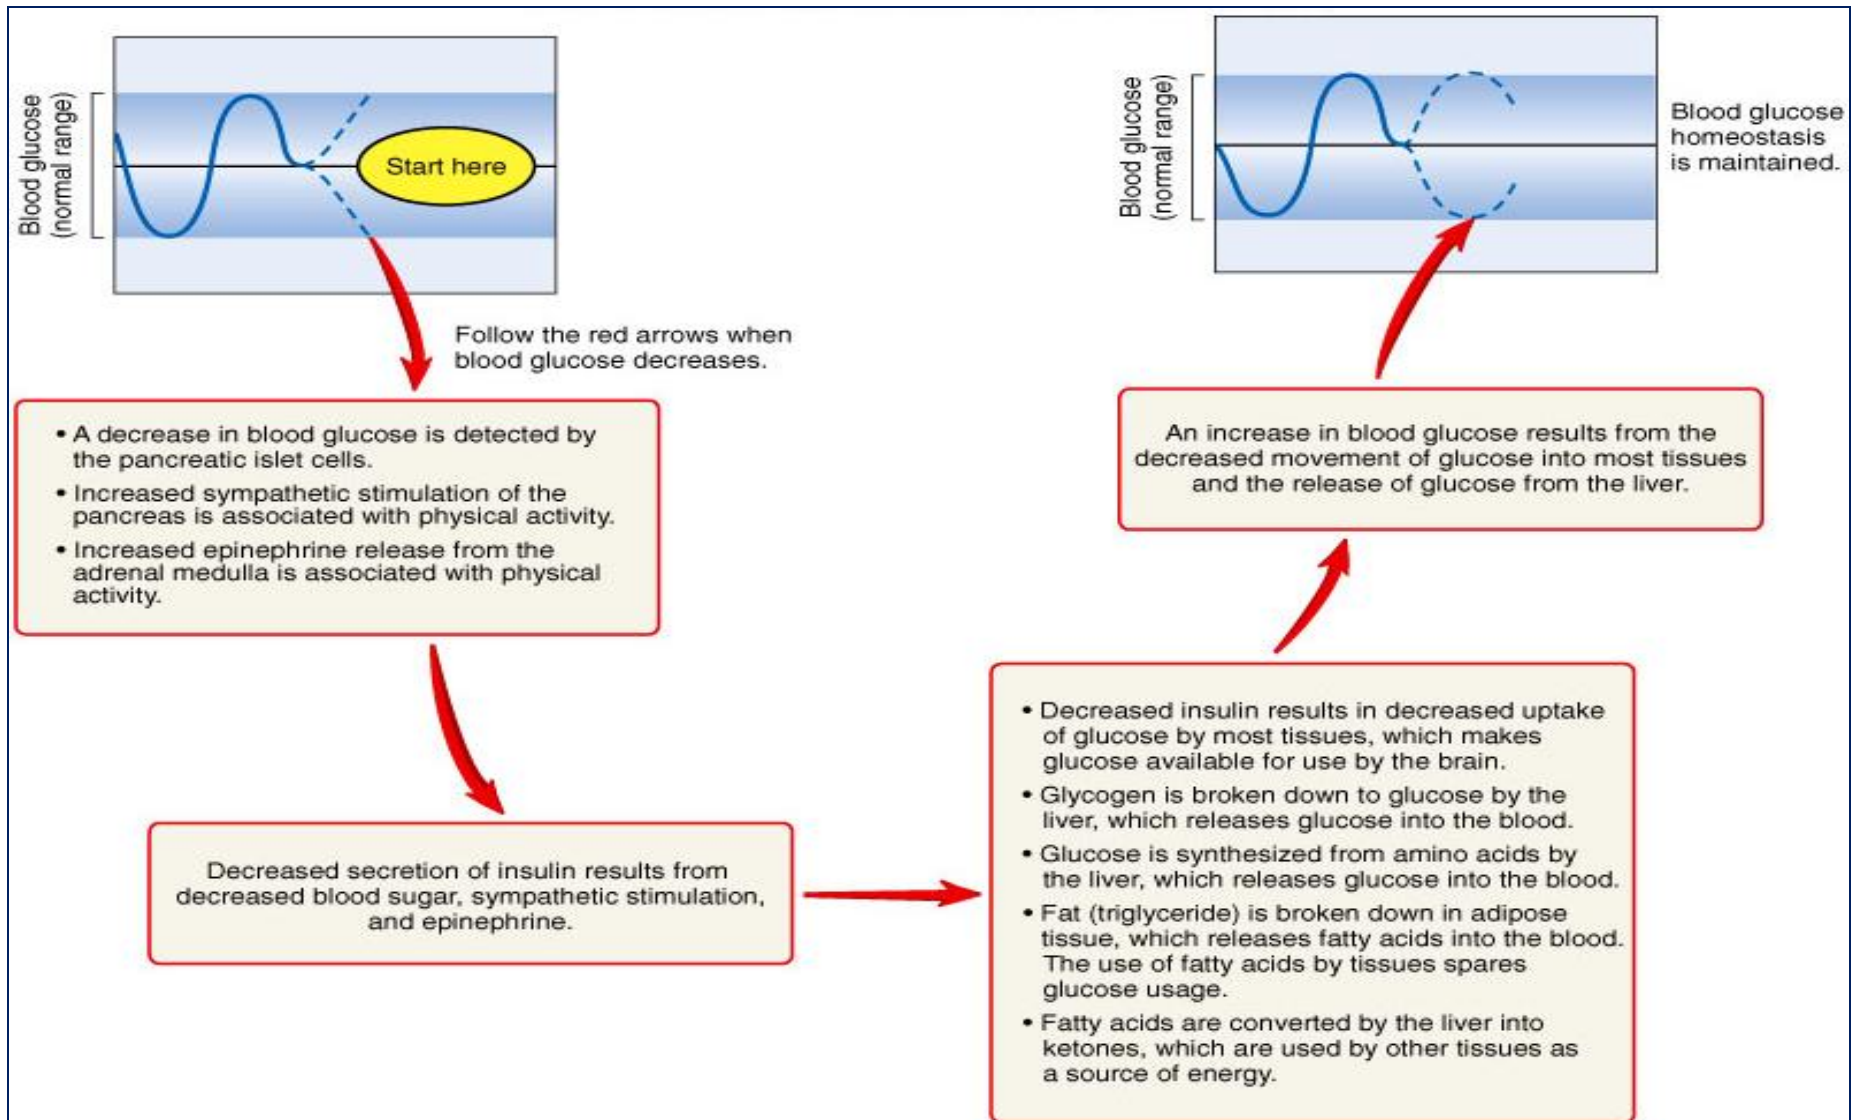 Blood glucose
(normal range)
Start here
Follow the red arrows when
blood glucose decreases.
• A decrease in blood glucose is detected by
the pancreatic islet cells.
• Increased sympathetic stimulation of the
pancreas is associated with physical activity.
• Increased epinephrine release from the
adrenal medulla is associated with physical
activity.
Decreased secretion of insulin results from
decreased blood sugar, sympathetic stimulation,
and epinephrine.
• Decreased insulin results in decreased uptake
of glucose by most tissues, which makes
glucose available for use by the brain.
• Glycogen is broken down to glucose by the
liver, which releases glucose into the blood.
• Glucose is synthesized from amino acids by
the liver, which releases glucose into the blood.
• Fat (triglyceride) is broken down in adipose
tissue, which releases fatty acids into the blood.
The use of fatty acids by tissues spares
glucose usage.
• Fatty acids are converted by the liver into
ketones, which are used by other tissues as
a source of energy.
An increase in blood glucose results from the
decreased movement of glucose into most tissues
and the release of glucose from the liver.
Blood glucose
(normal range)
Blood glucose
homeostasis
is maintained.